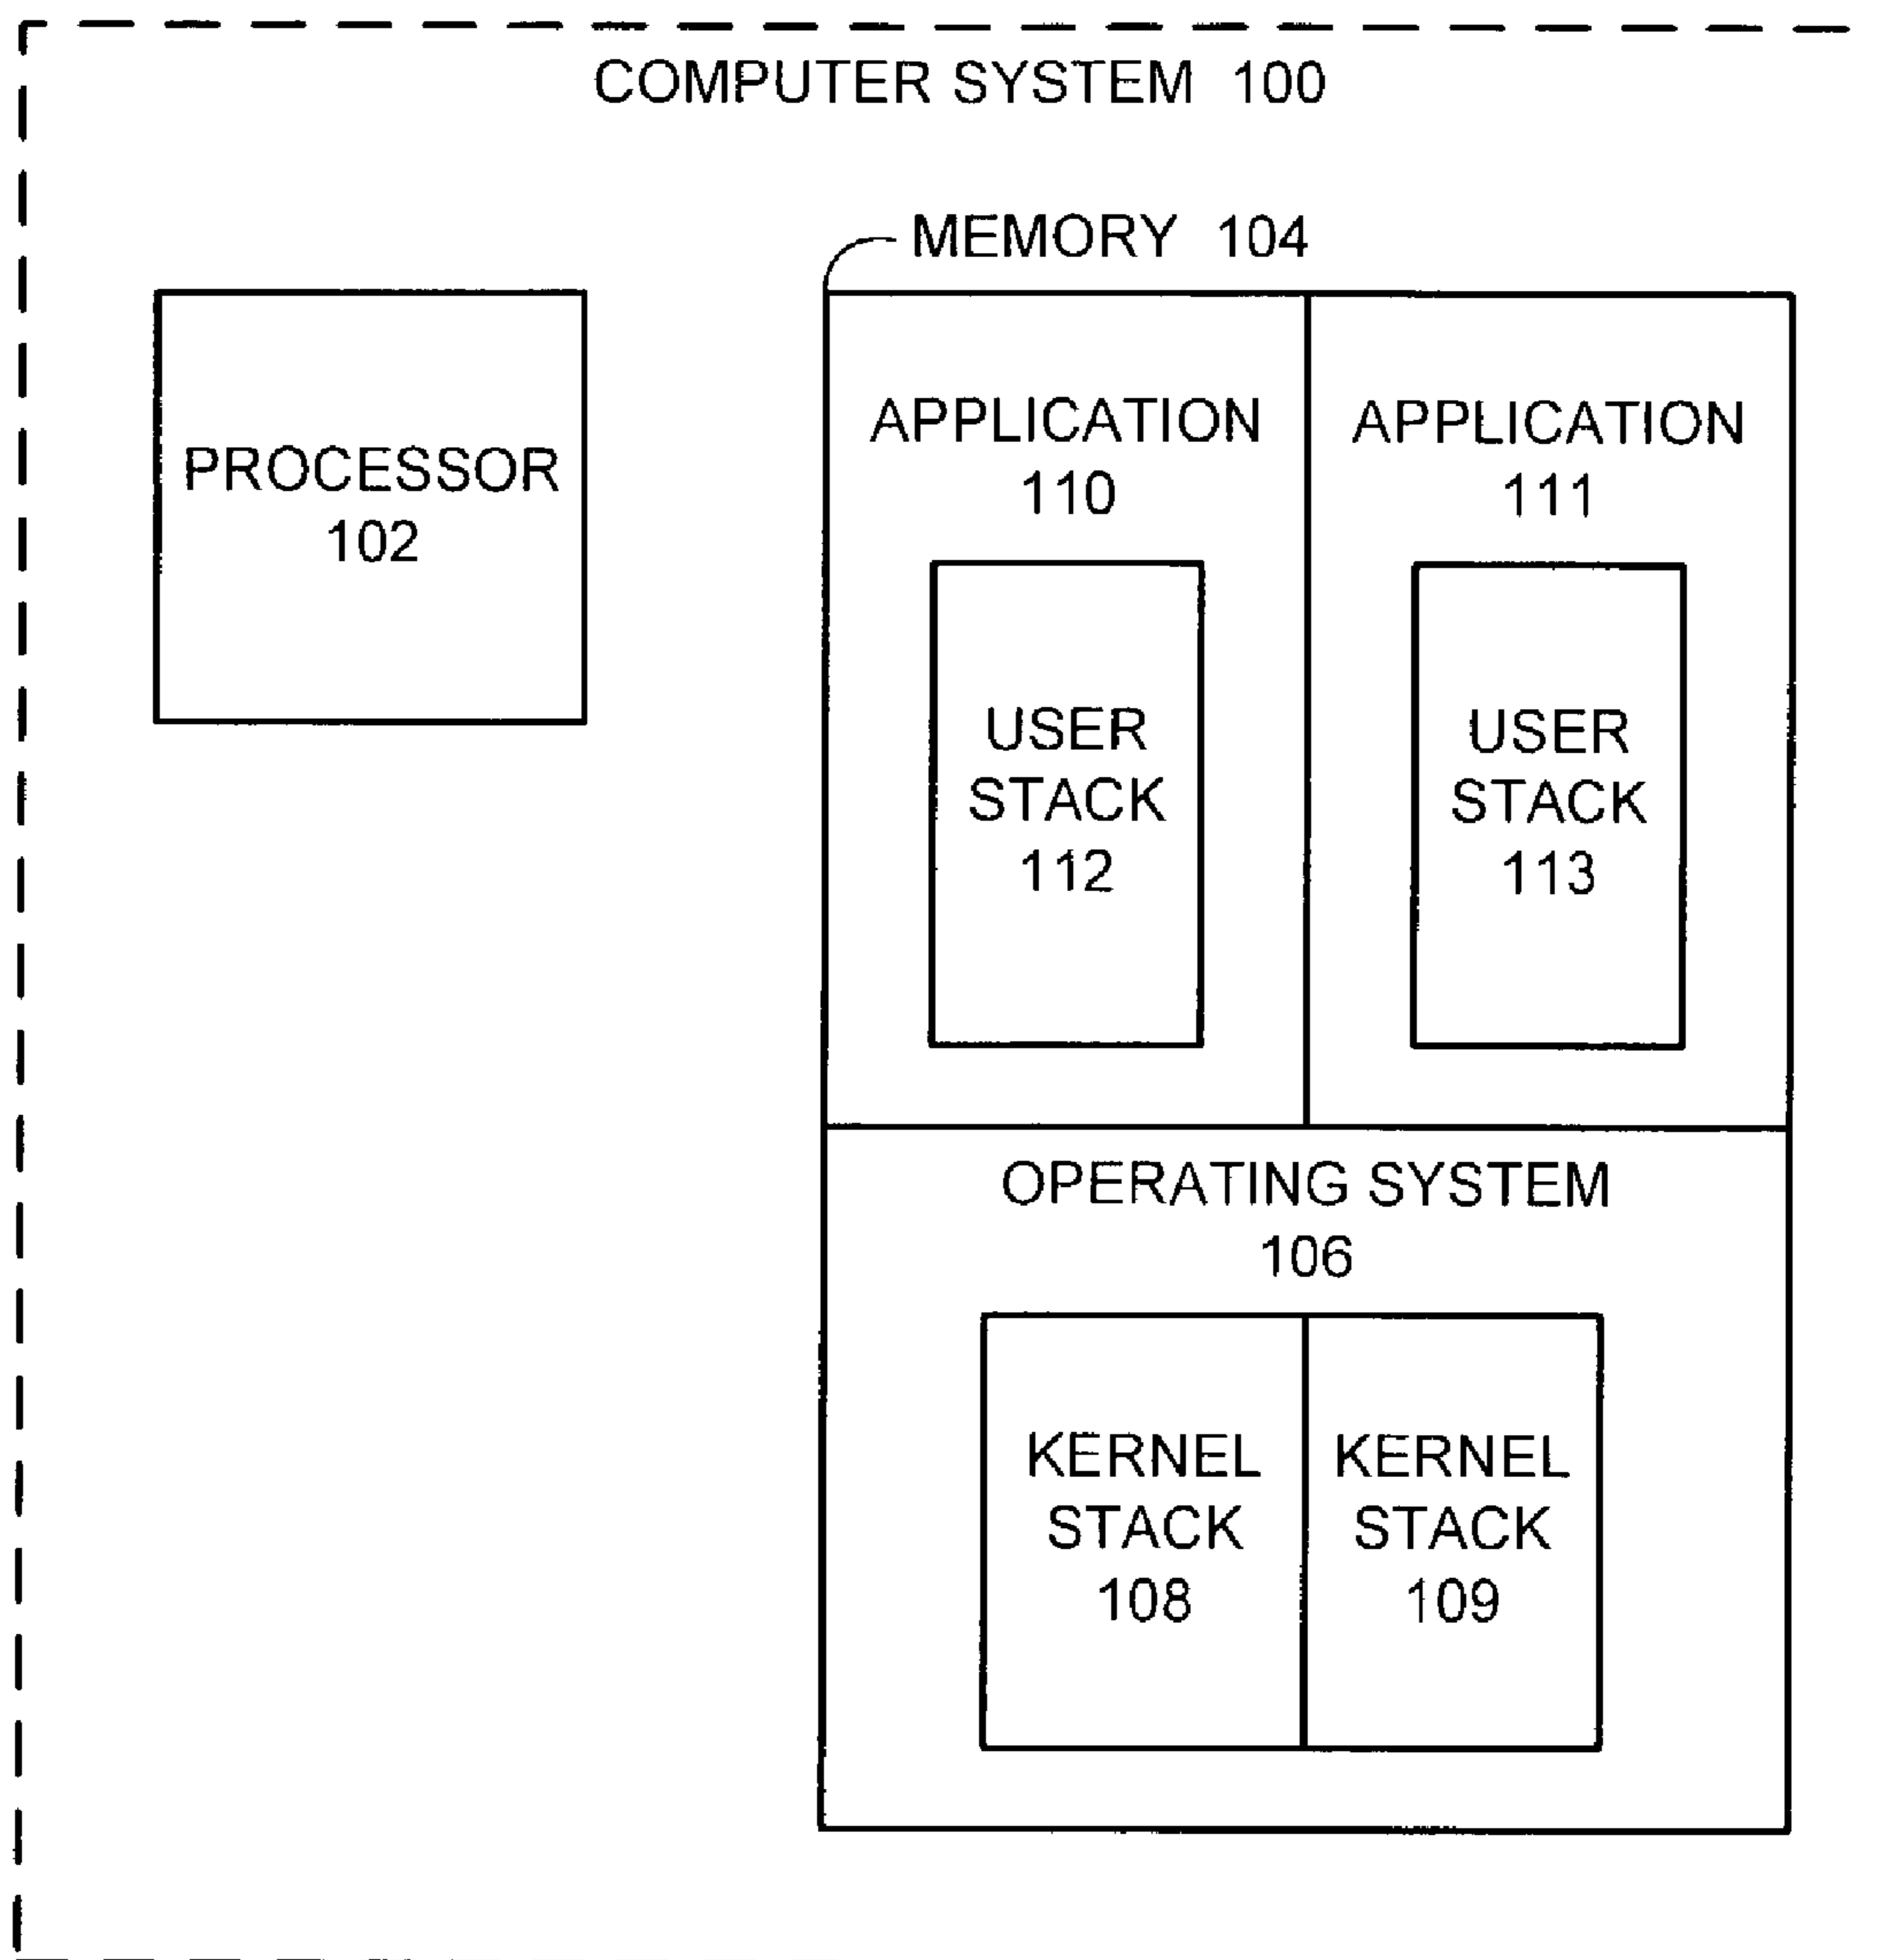 COMPUTER SYSTEM 100
MEMORY 104
PROCESSOR
102
APPLICATION
110
APPLICATION
111
USER
STACK
112
USER
STACK
113
OPERATING SYSTEM
106
KERNEL
STACK
108
KERNEL
STACK
109